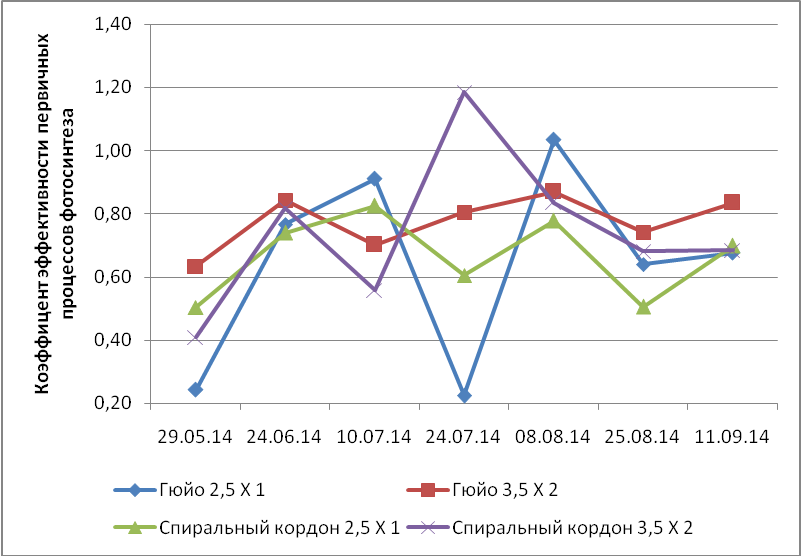 Коэффицент эффективности первичных
процессов фотосинтеза
1,40
1,20
1,00
0,80
0,60
0,40
0,20
29.05.14 24.06.14 10.07.14 24.07.14 08.08.14 25.08.14 11.09.14
Гюйо 2,5 X 1 Гюйо 3,5 X 2
Спиральный кордон 2,5 X 1 Спиральный кордон 3,5 X 2